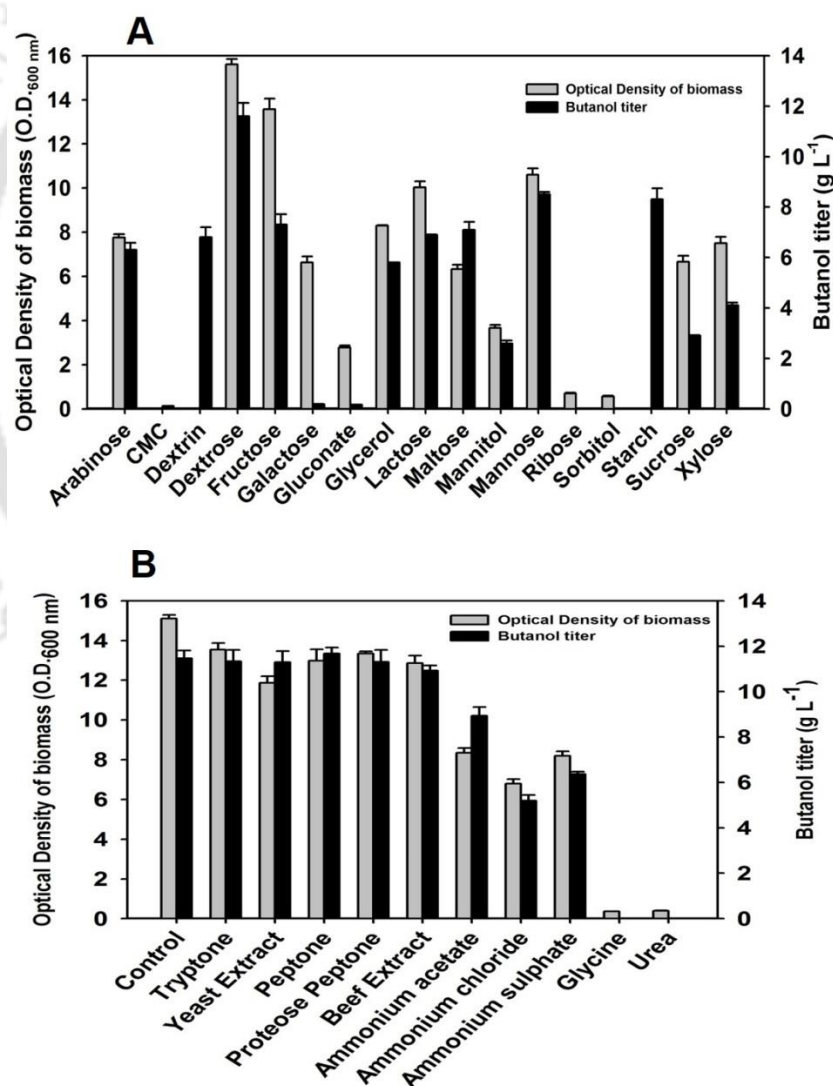 A
Optical Density of biomass (O.D.600 nm)
16
14
12
10
8
6
4
2
0
Optical Density of biomass
Butanol titer
14
12
10
8
6
4
2
0
Butanol titer (g L-1)
Arabinose
CMC
Dextrin
Dextrose
Fructose
Galactose
Gluconate
Glycerol
Lactose
Maltose
Mannitol
Mannose
Ribose
Sorbitol
Starch
Sucrose
Xylose
B
Optical Density of biomass (O.D.600 nm)
16
14
12
10
8
6
4
2
0
Optical Density of biomass
Butanol titer
14
12
10
8
6
4
2
0
Butanol titer (g L-1)
Control
Tryptone
Yeast Extract
Peptone
Proteose Peptone
Beef Extract
Ammonium acetate
Ammonium chloride
Ammonium sulphate
Glycine
Urea